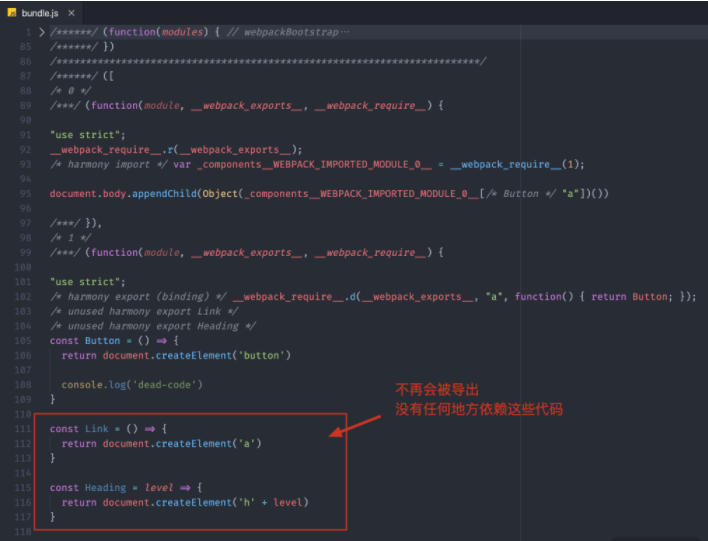 bundle.js
1 /******/ (function(modules) { // webpackBootstrap…
85 /******/ })
86 /************************************************************************/
87 /******/ ([
88 /* 0 */
89 /***/ (function(module, __webpack_exports__, __webpack_require__) {
90
91 "use strict";
92 __webpack_require__.r(__webpack_exports__);
93 /* harmony import */ var _components__WEBPACK_IMPORTED_MODULE_0__ = __webpack_require__(1);
94
95 document.body.appendChild(Object(_components__WEBPACK_IMPORTED_MODULE_0__[/* Button */ "a"])())
96
97 /***/ }),
98 /* 1 */
99 /***/ (function(module, __webpack_exports__, __webpack_require__) {
100
101 "use strict";
102 /* harmony export (binding) */ __webpack_require__.d(__webpack_exports__, "a", function() { return Button; });
103 /* unused harmony export Link */
104 /* unused harmony export Heading */
105 const Button = () => {
106 return document.createElement('button')
107
108 console.log('dead-code')
109 }
110
111 const Link = () => {
112 return document.createElement('a')
113 }
114
115 const Heading = level => {
116 return document.createElement('h' + level)
117 }
118
不再会被导出
没有任何地方依赖这些代码